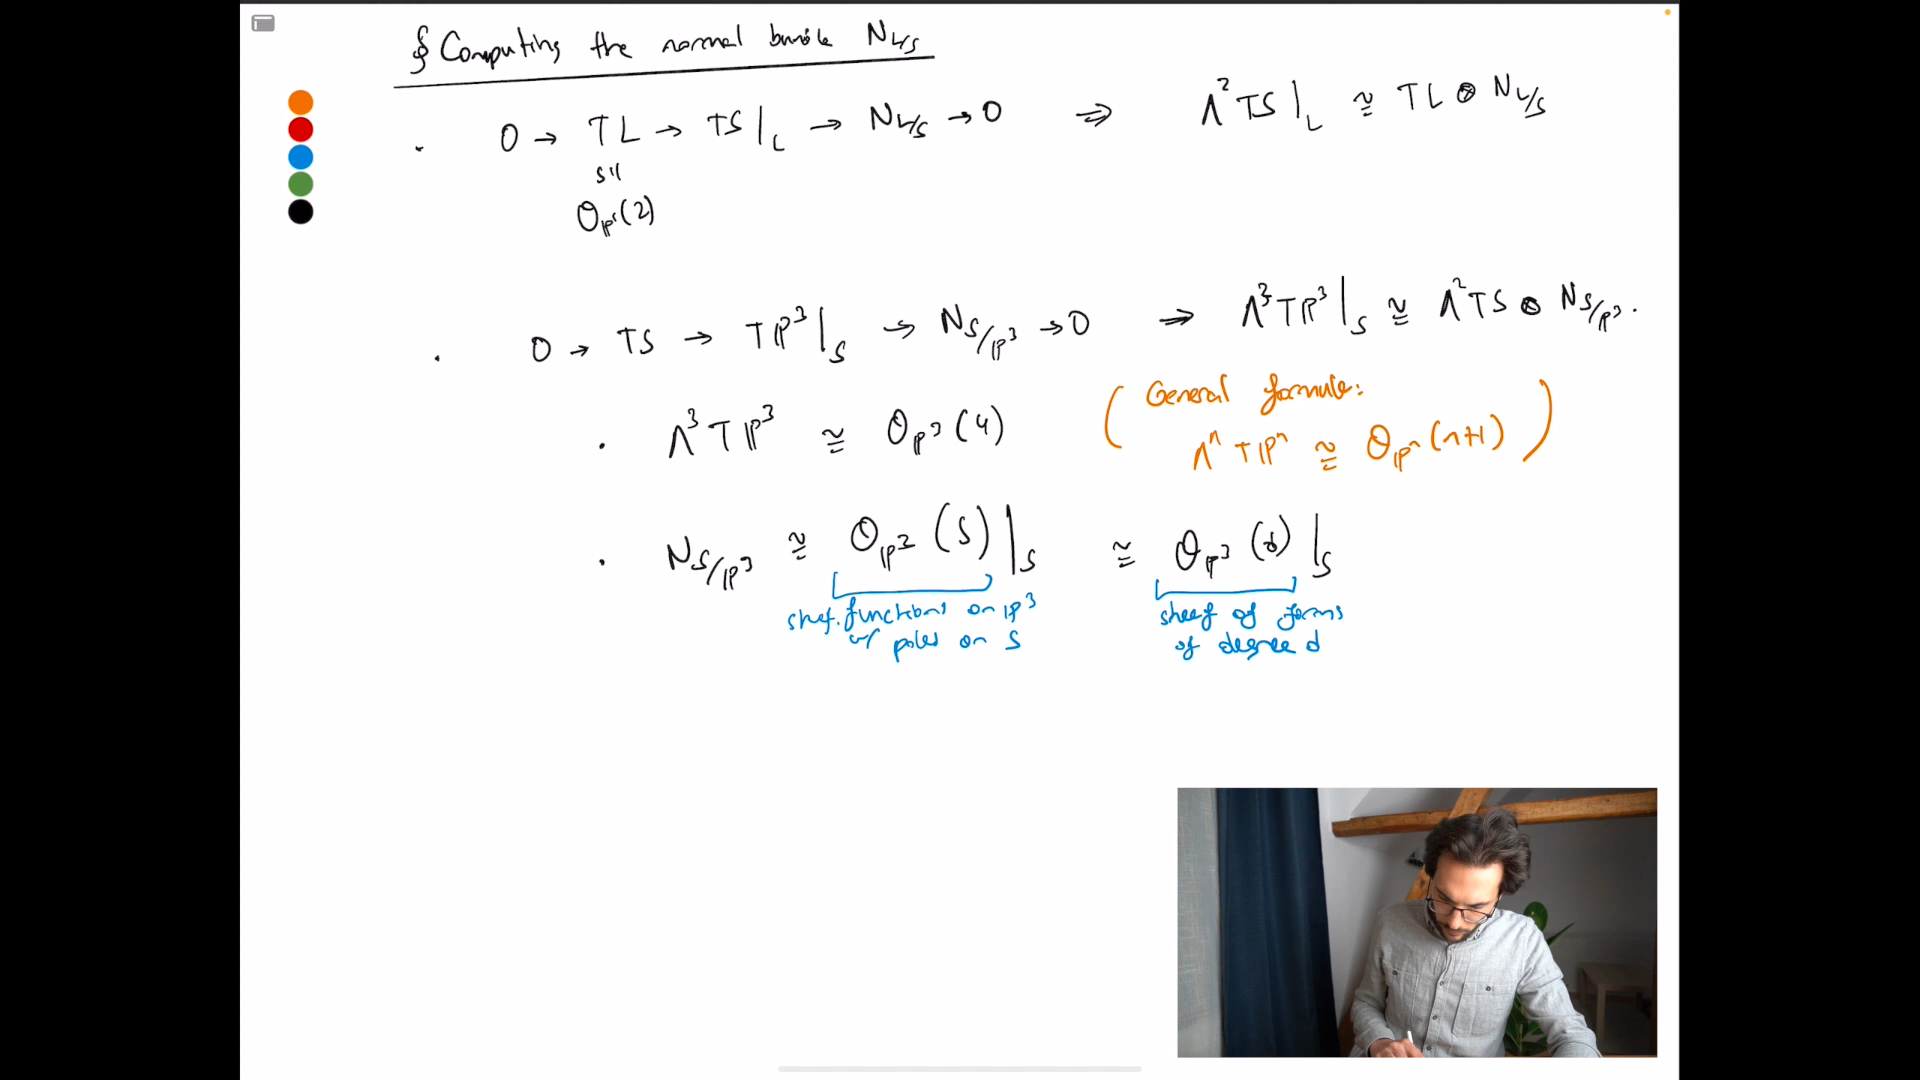 § Computing the normal bundle N_{L/S}
· 0 → TL → TS|_L → N_{L/S} → 0 ⇒ Λ² TS|_L ≅ TL ⊗ N_{L/S}
≅
O_{ℙ¹}(2)
· 0 → TS → Tℙ³|_S → N_{S/ℙ³} → 0 ⇒ Λ³Tℙ³|_S ≅ Λ²TS ⊗ N_{S/ℙ³}.
(General formula:
· Λ³Tℙ³ ≅ O_{ℙ³}(4)
Λⁿ Tℙⁿ ≅ O_{ℙⁿ}(n+1))
· N_{S/ℙ³} ≅ O_{ℙ³}(S)|_S ≅ O_{ℙ³}(d)|_S
functions on ℙ³
w/ poles on S
sheaf of forms
of degree d